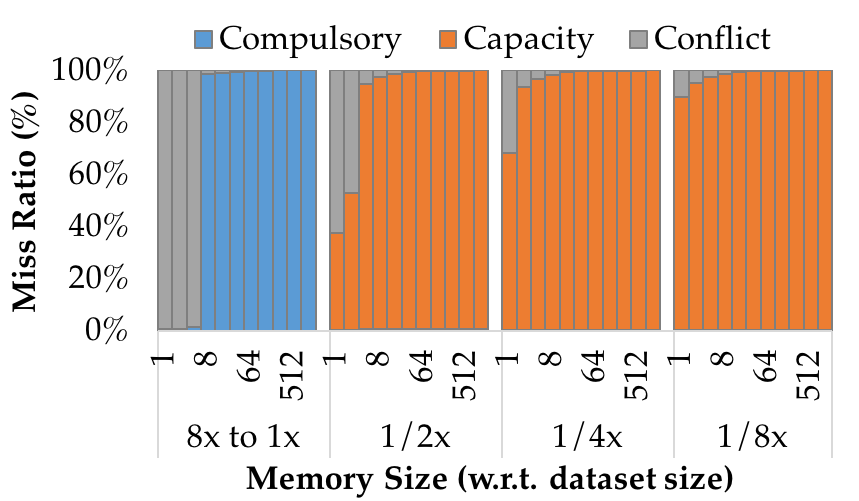 Compulsory Capacity Conflict
100%
80%
60%
40%
20%
0%
Miss Ratio (%)
1 8 64 512 1 8 64 512 1 8 64 512 1 8 64 512
8x to 1x 1/2x 1/4x 1/8x
Memory Size (w.r.t. dataset size)